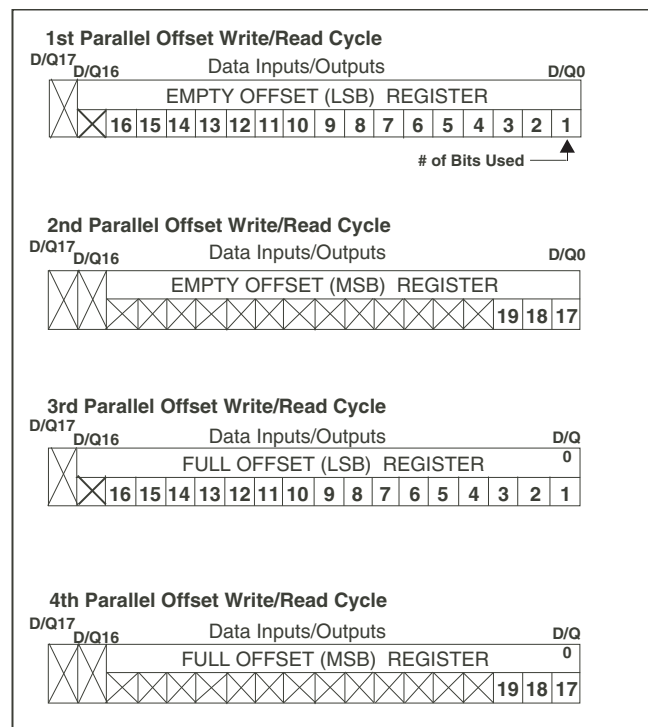 1st Parallel Offset Write/Read Cycle
D/Q17 D/Q16 Data Inputs/Outputs D/Q0
EMPTY OFFSET (LSB) REGISTER
16 15 14 13 12 11 10 9 8 7 6 5 4 3 2 1
# of Bits Used
2nd Parallel Offset Write/Read Cycle
D/Q17 D/Q16 Data Inputs/Outputs D/Q0
EMPTY OFFSET (MSB) REGISTER
19 18 17
3rd Parallel Offset Write/Read Cycle
D/Q17 D/Q16 Data Inputs/Outputs D/Q
FULL OFFSET (LSB) REGISTER 0
16 15 14 13 12 11 10 9 8 7 6 5 4 3 2 1
4th Parallel Offset Write/Read Cycle
D/Q17 D/Q16 Data Inputs/Outputs D/Q
FULL OFFSET (MSB) REGISTER 0
19 18 17